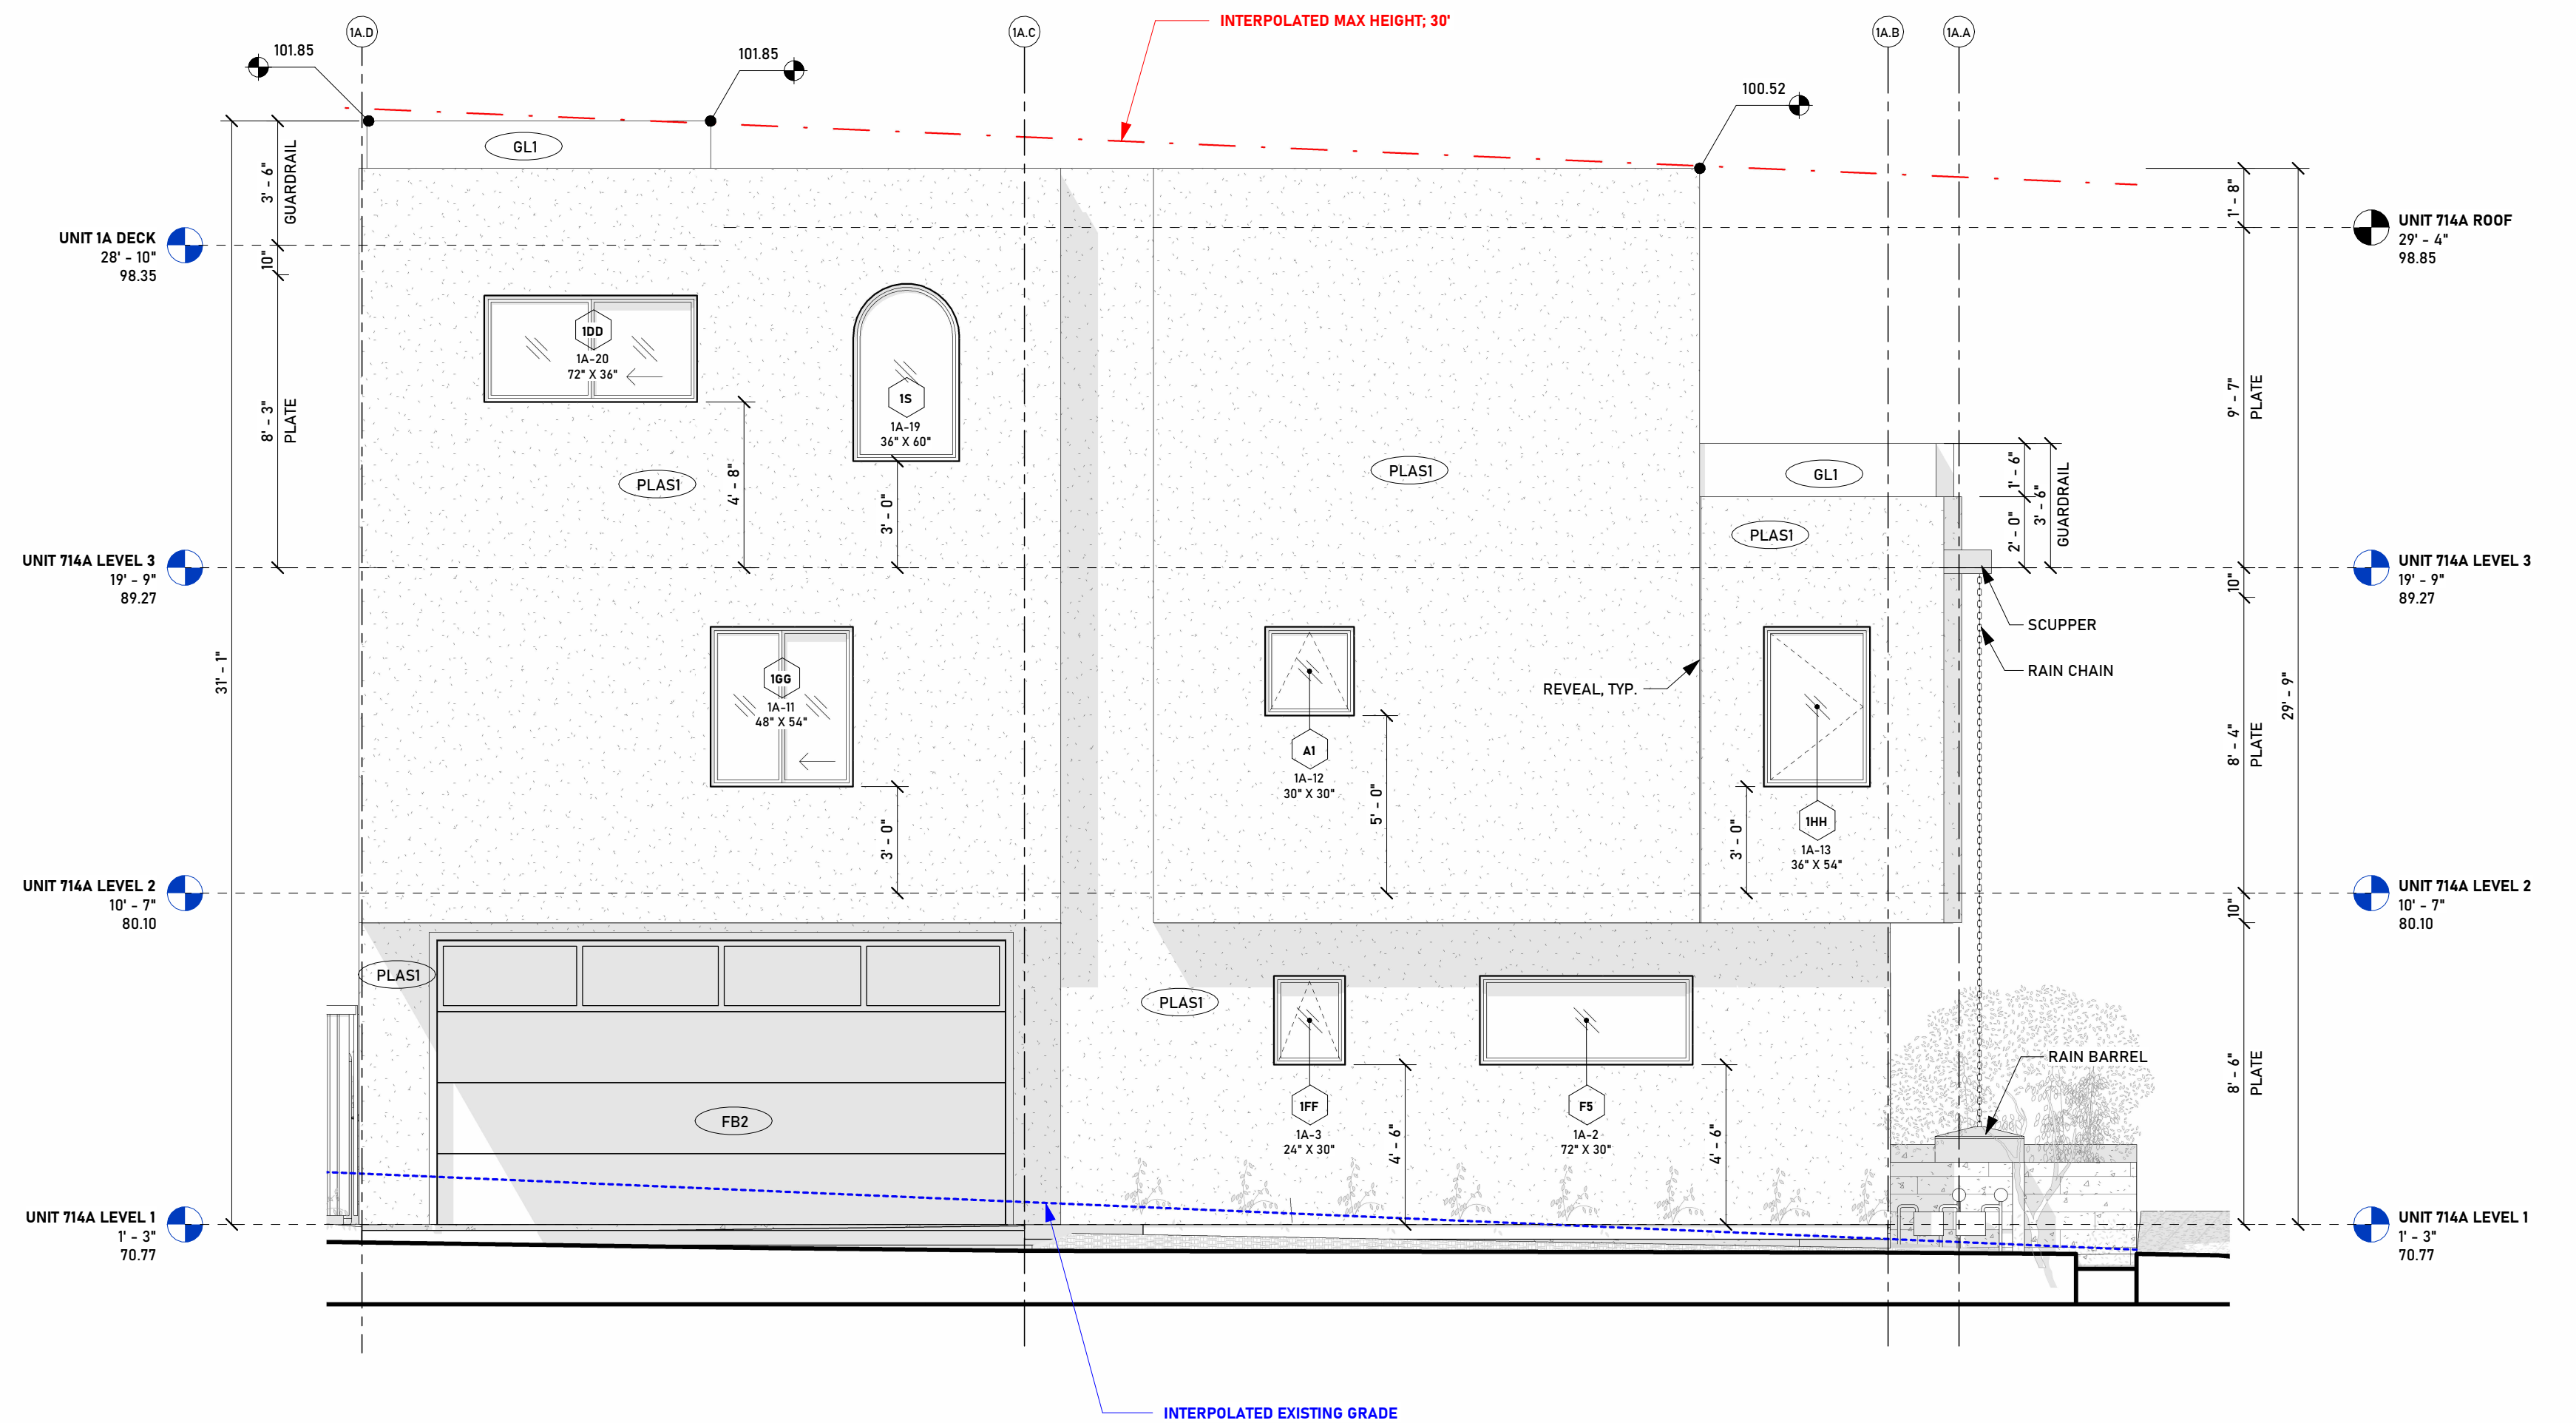 INTERPOLATED MAX HEIGHT; 30'
1A.D
1A.C
1A.B
1A.A
101.85
101.85
100.52
GL1
3' - 6"
GUARDRAIL
10"
8' - 3"
PLATE
31' - 1"
UNIT 1A DECK
28' - 10"
98.35
UNIT 714A LEVEL 3
19' - 9"
89.27
UNIT 714A LEVEL 2
10' - 7"
80.10
UNIT 714A LEVEL 1
1' - 3"
70.77
1DD
1A-20
72" X 36"
1S
1A-19
36" X 60"
PLAS1
4' - 8"
3' - 0"
1GG
1A-11
48" X 54"
3' - 0"
PLAS1
FB2
PLAS1
A1
1A-12
30" X 30"
5' - 0"
REVEAL, TYP.
PLAS1
1FF
1A-3
24" X 30"
4' - 6"
F5
1A-2
72" X 30"
4' - 6"
GL1
PLAS1
1HH
1A-13
36" X 54"
3' - 0"
1' - 6"
2' - 0"
3' - 6"
GUARDRAIL
SCUPPER
RAIN CHAIN
RAIN BARREL
1' - 8"
9' - 7"
PLATE
10"
8' - 4"
PLATE
10"
8' - 6"
PLATE
29' - 9"
UNIT 714A ROOF
29' - 4"
98.85
UNIT 714A LEVEL 3
19' - 9"
89.27
UNIT 714A LEVEL 2
10' - 7"
80.10
UNIT 714A LEVEL 1
1' - 3"
70.77
INTERPOLATED EXISTING GRADE